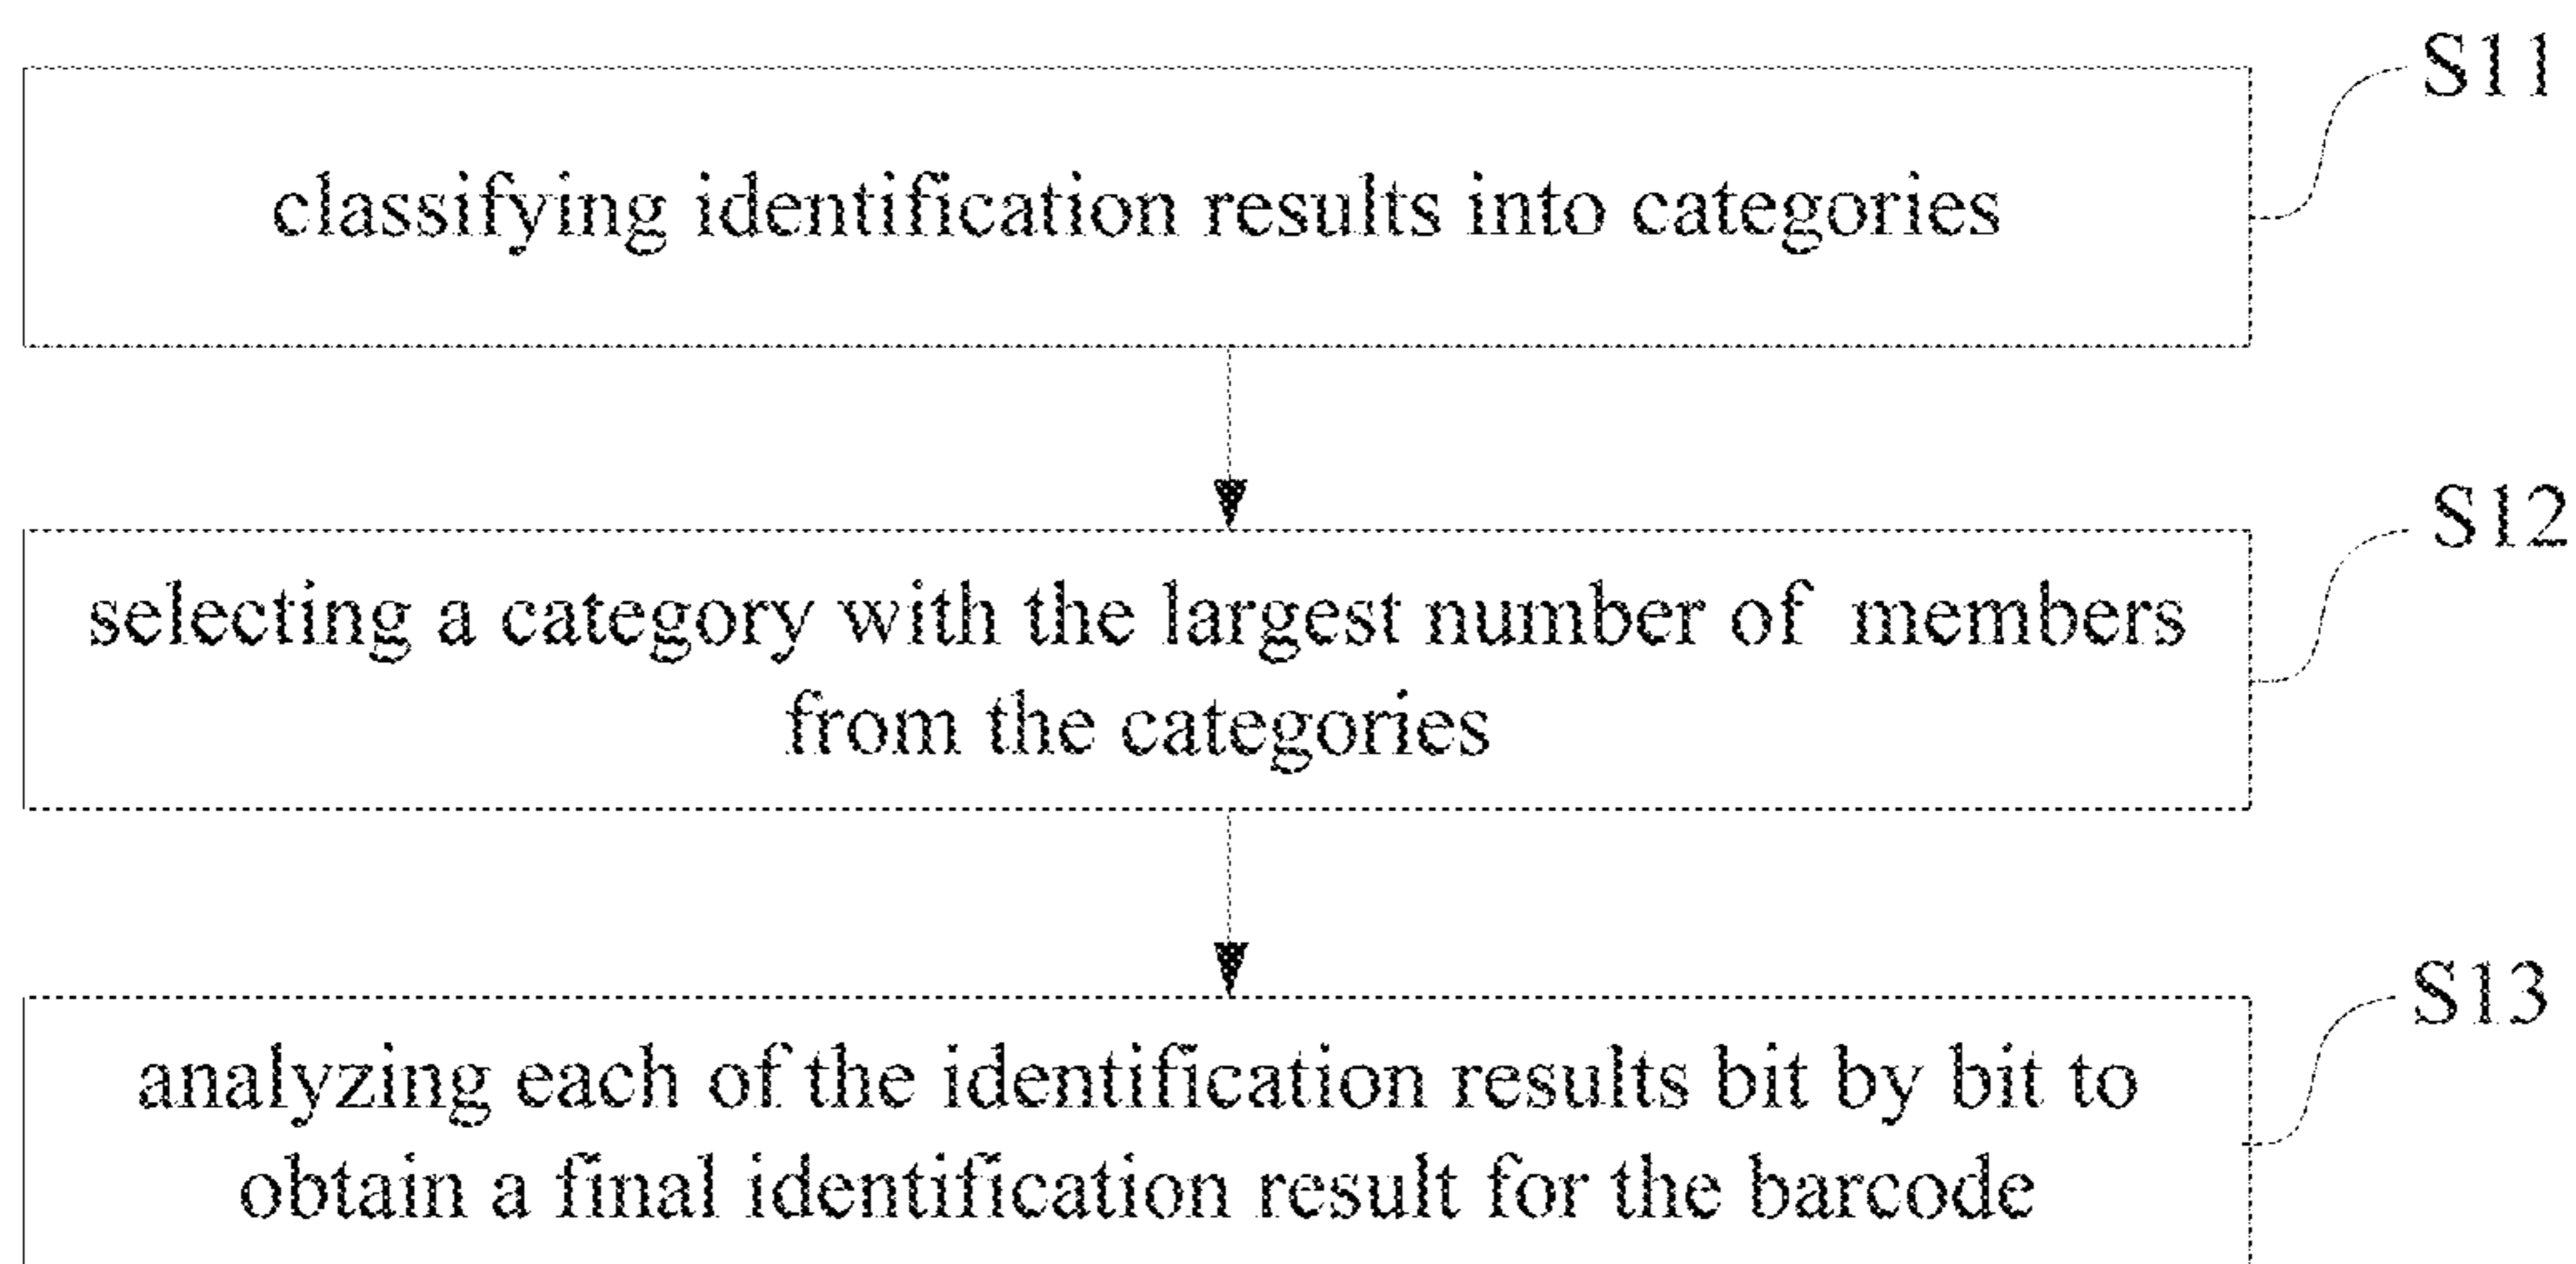 S11
classifying identification results into categories
S12
selecting a category with the largest number of members
from the categories
S13
analyzing each of the identification results bit by bit to
obtain a final identification result for the barcode